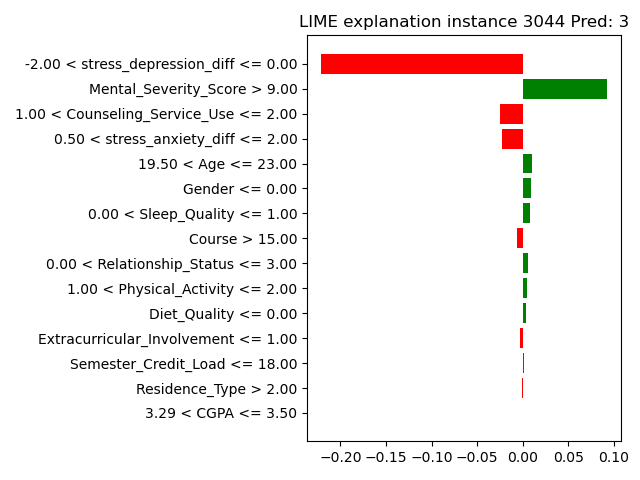 LIME explanation instance 3044 Pred: 3
-2.00 < stress_depression_diff <= 0.00
Mental_Severity_Score > 9.00
1.00 < Counseling_Service_Use <= 2.00
0.50 < stress_anxiety_diff <= 2.00
19.50 < Age <= 23.00
Gender <= 0.00
0.00 < Sleep_Quality <= 1.00
Course > 15.00
0.00 < Relationship_Status <= 3.00
1.00 < Physical_Activity <= 2.00
Diet_Quality <= 0.00
Extracurricular_Involvement <= 1.00
Semester_Credit_Load <= 18.00
Residence_Type > 2.00
3.29 < CGPA <= 3.50
−0.20 −0.15 −0.10 −0.05 0.00 0.05 0.10